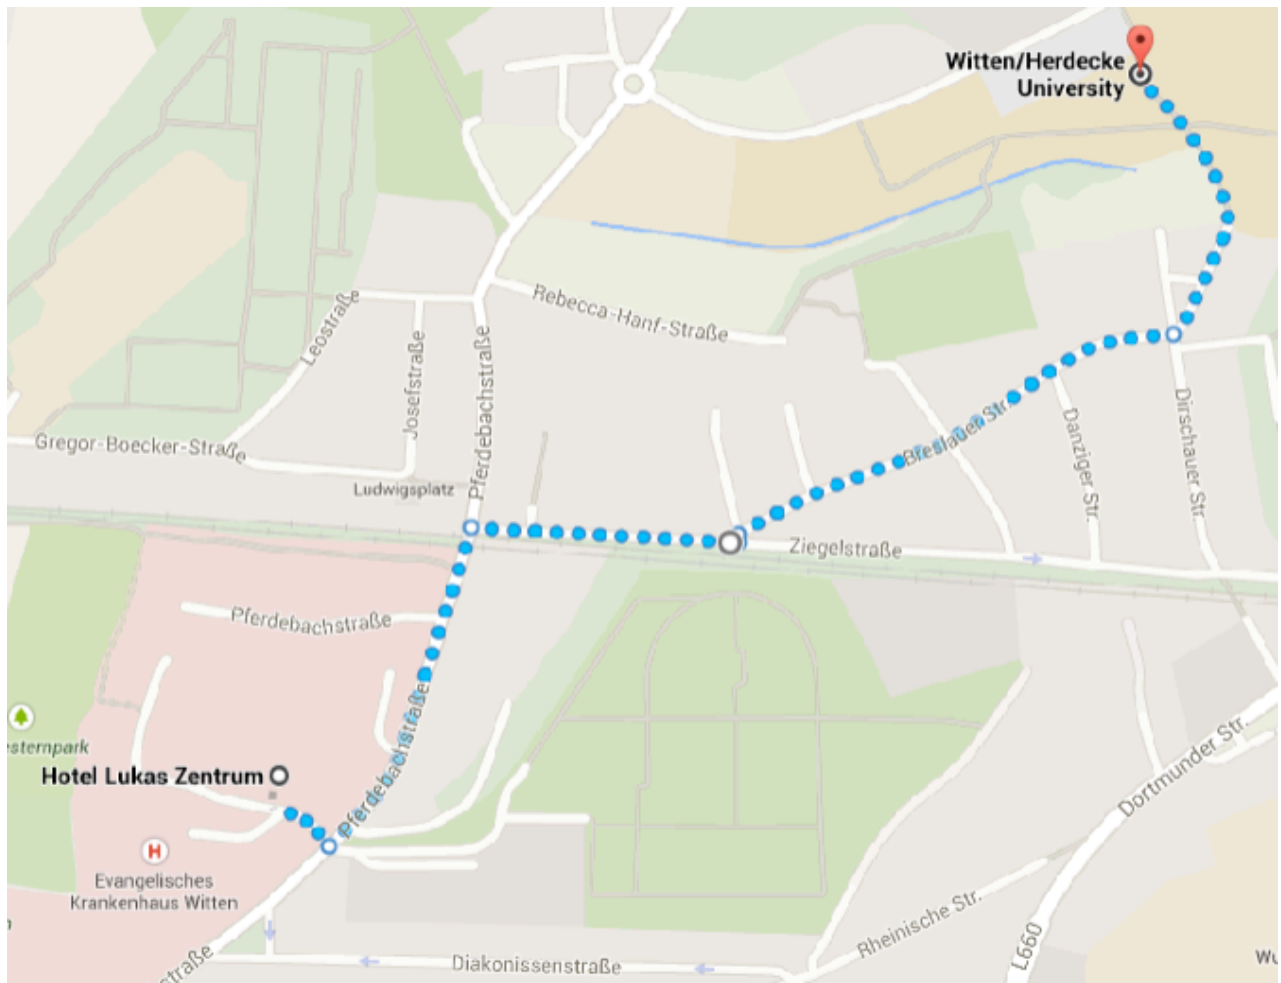 Witten/Herdecke
University
Rebecca-Hanf-Straße
Leostraße
Josefstraße
Pferdebachstraße
Gregor-Boecker-Straße
Ludwigsplatz
Breslauer Str.
Danziger Str.
Dirschauer Str.
Ziegelstraße
Pferdebachstraße
Pferdebachstraße
esternpark
Hotel Lukas Zentrum
H
Evangelisches
Krankenhaus Witten
Dortmunder Str.
Rheinische Str.
L660
Diakonissenstraße
straße
Wu